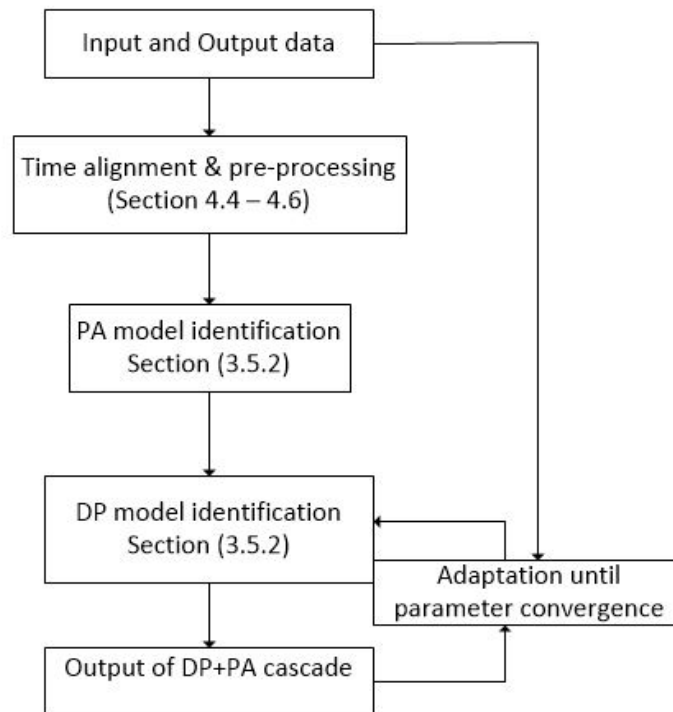 Input and Output data
Time alignment & pre-processing
(Section 4.4 – 4.6)
PA model identification
Section (3.5.2)
DP model identification
Section (3.5.2)
Adaptation until
parameter convergence
Output of DP+PA cascade